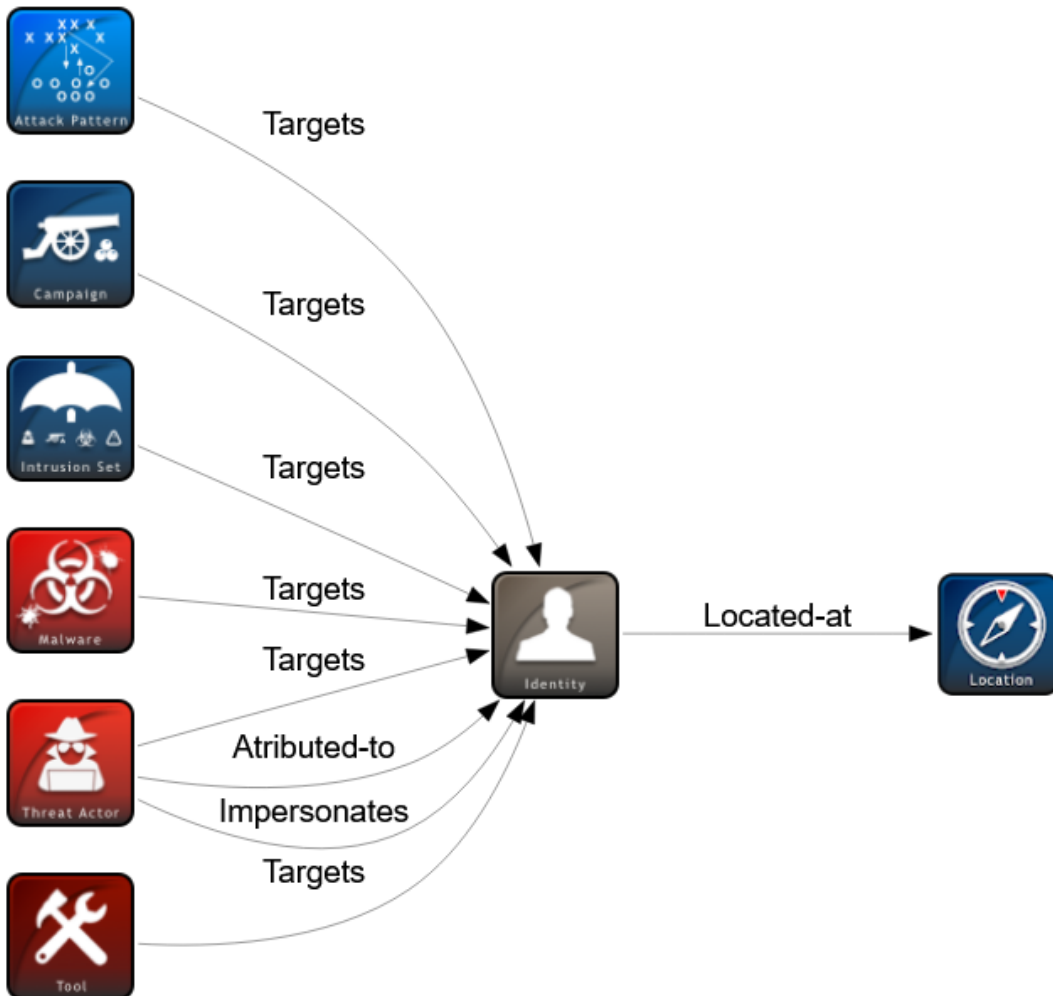 Attack Pattern
Targets
Campaign
Targets
Intrusion Set
Targets
Malware
Targets
Targets
Threat Actor
Atributed-to
Impersonates
Targets
Tool
Identity
Located-at
Location